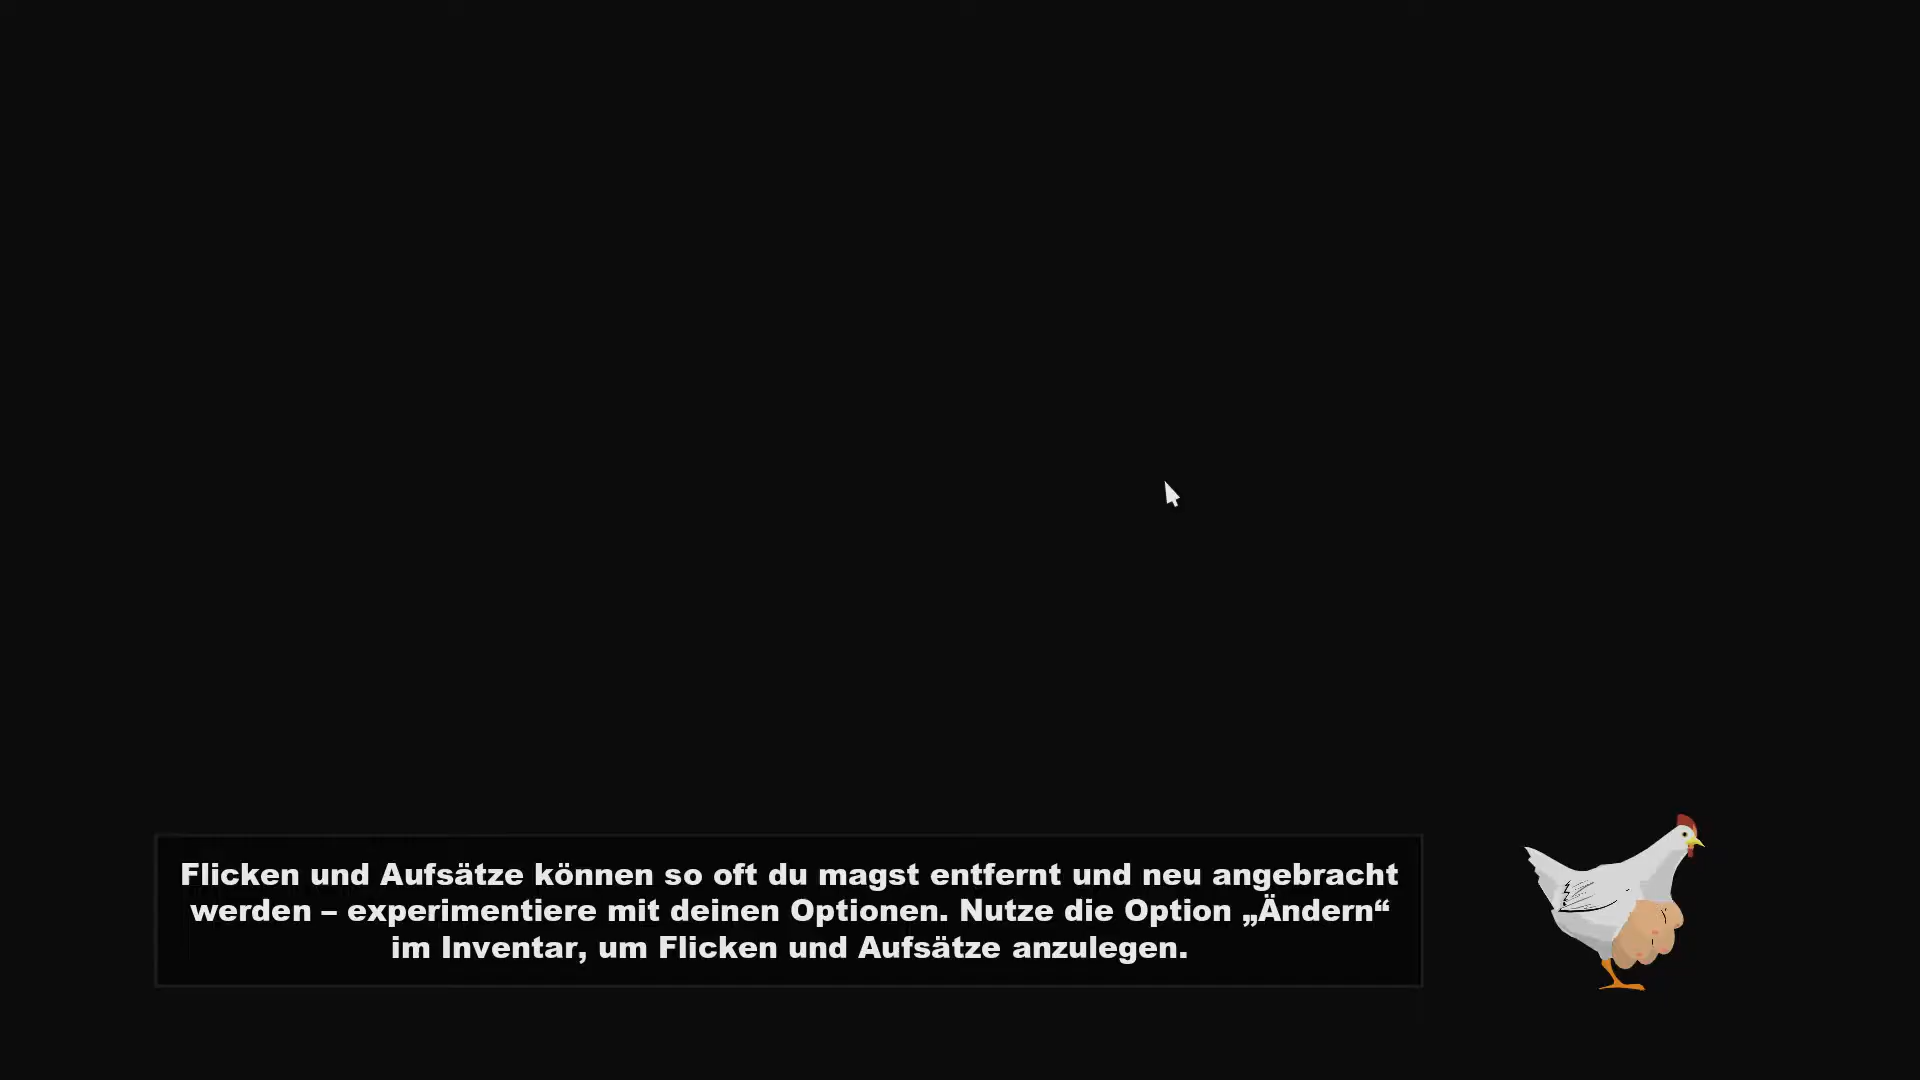 Flicken und Aufsätze können so oft du magst entfernt und neu angebracht
werden – experimentiere mit deinen Optionen. Nutze die Option „Ändern“
im Inventar, um Flicken und Aufsätze anzulegen.